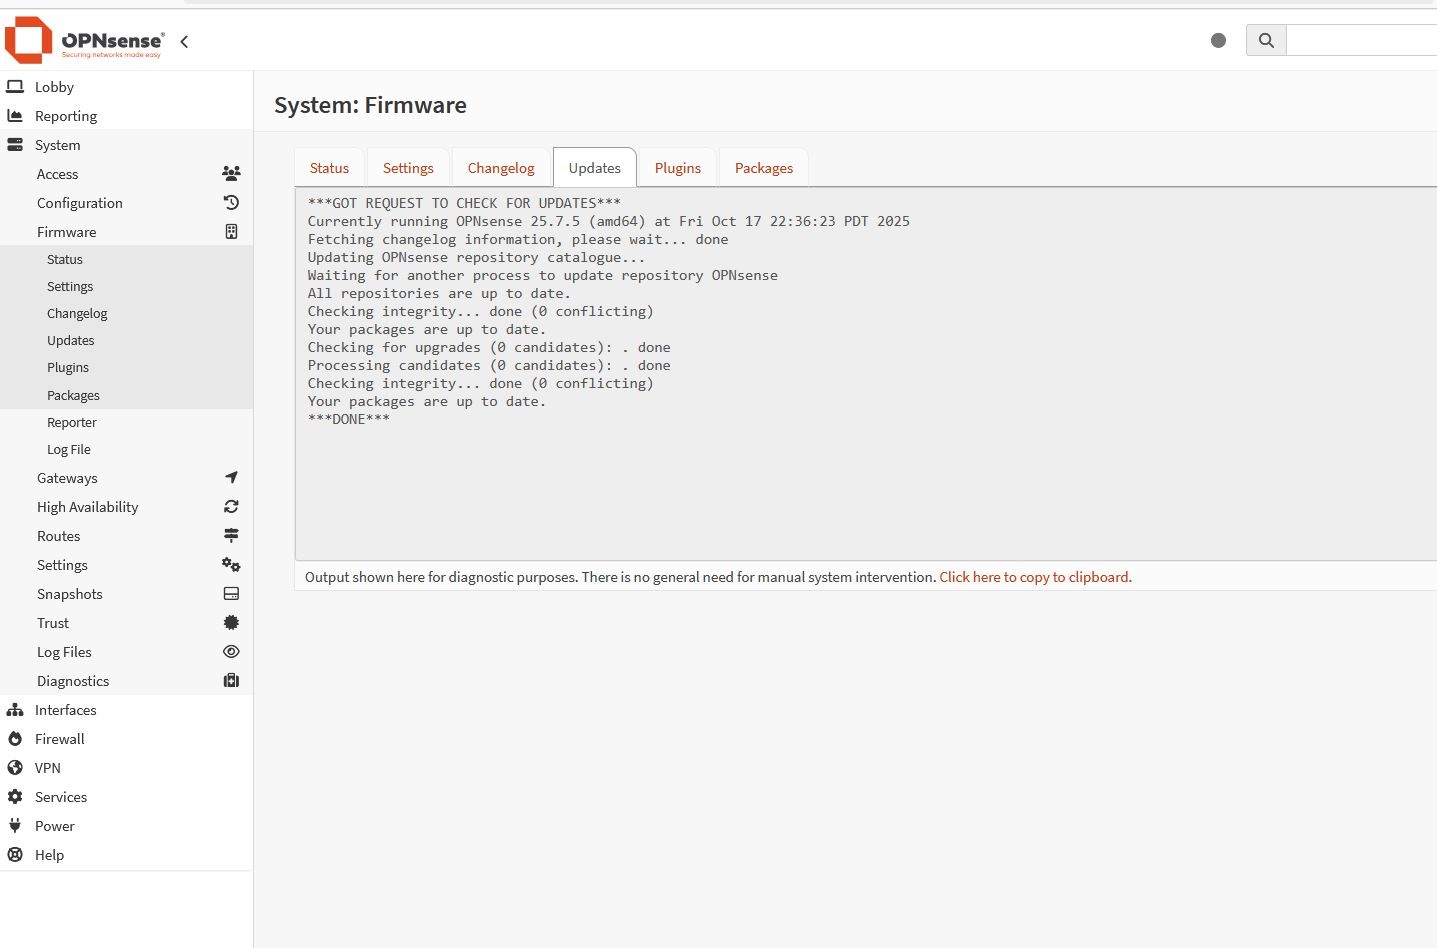 OPNsense®
Securing networks made easy
Lobby
Reporting
System
Access
Configuration
Firmware
Status
Settings
Changelog
Updates
Plugins
Packages
Reporter
Log File
Gateways
High Availability
Routes
Settings
Snapshots
Trust
Log Files
Diagnostics
Interfaces
Firewall
VPN
Services
Power
Help
System: Firmware
Status Settings Changelog Updates Plugins Packages
***GOT REQUEST TO CHECK FOR UPDATES***
Currently running OPNsense 25.7.5 (amd64) at Fri Oct 17 22:36:23 PDT 2025
Fetching changelog information, please wait... done
Updating OPNsense repository catalogue...
Waiting for another process to update repository OPNsense
All repositories are up to date.
Checking integrity... done (0 conflicting)
Your packages are up to date.
Checking for upgrades (0 candidates): . done
Processing candidates (0 candidates): . done
Checking integrity... done (0 conflicting)
Your packages are up to date.
***DONE***
Output shown here for diagnostic purposes. There is no general need for manual system intervention. Click here to copy to clipboard.